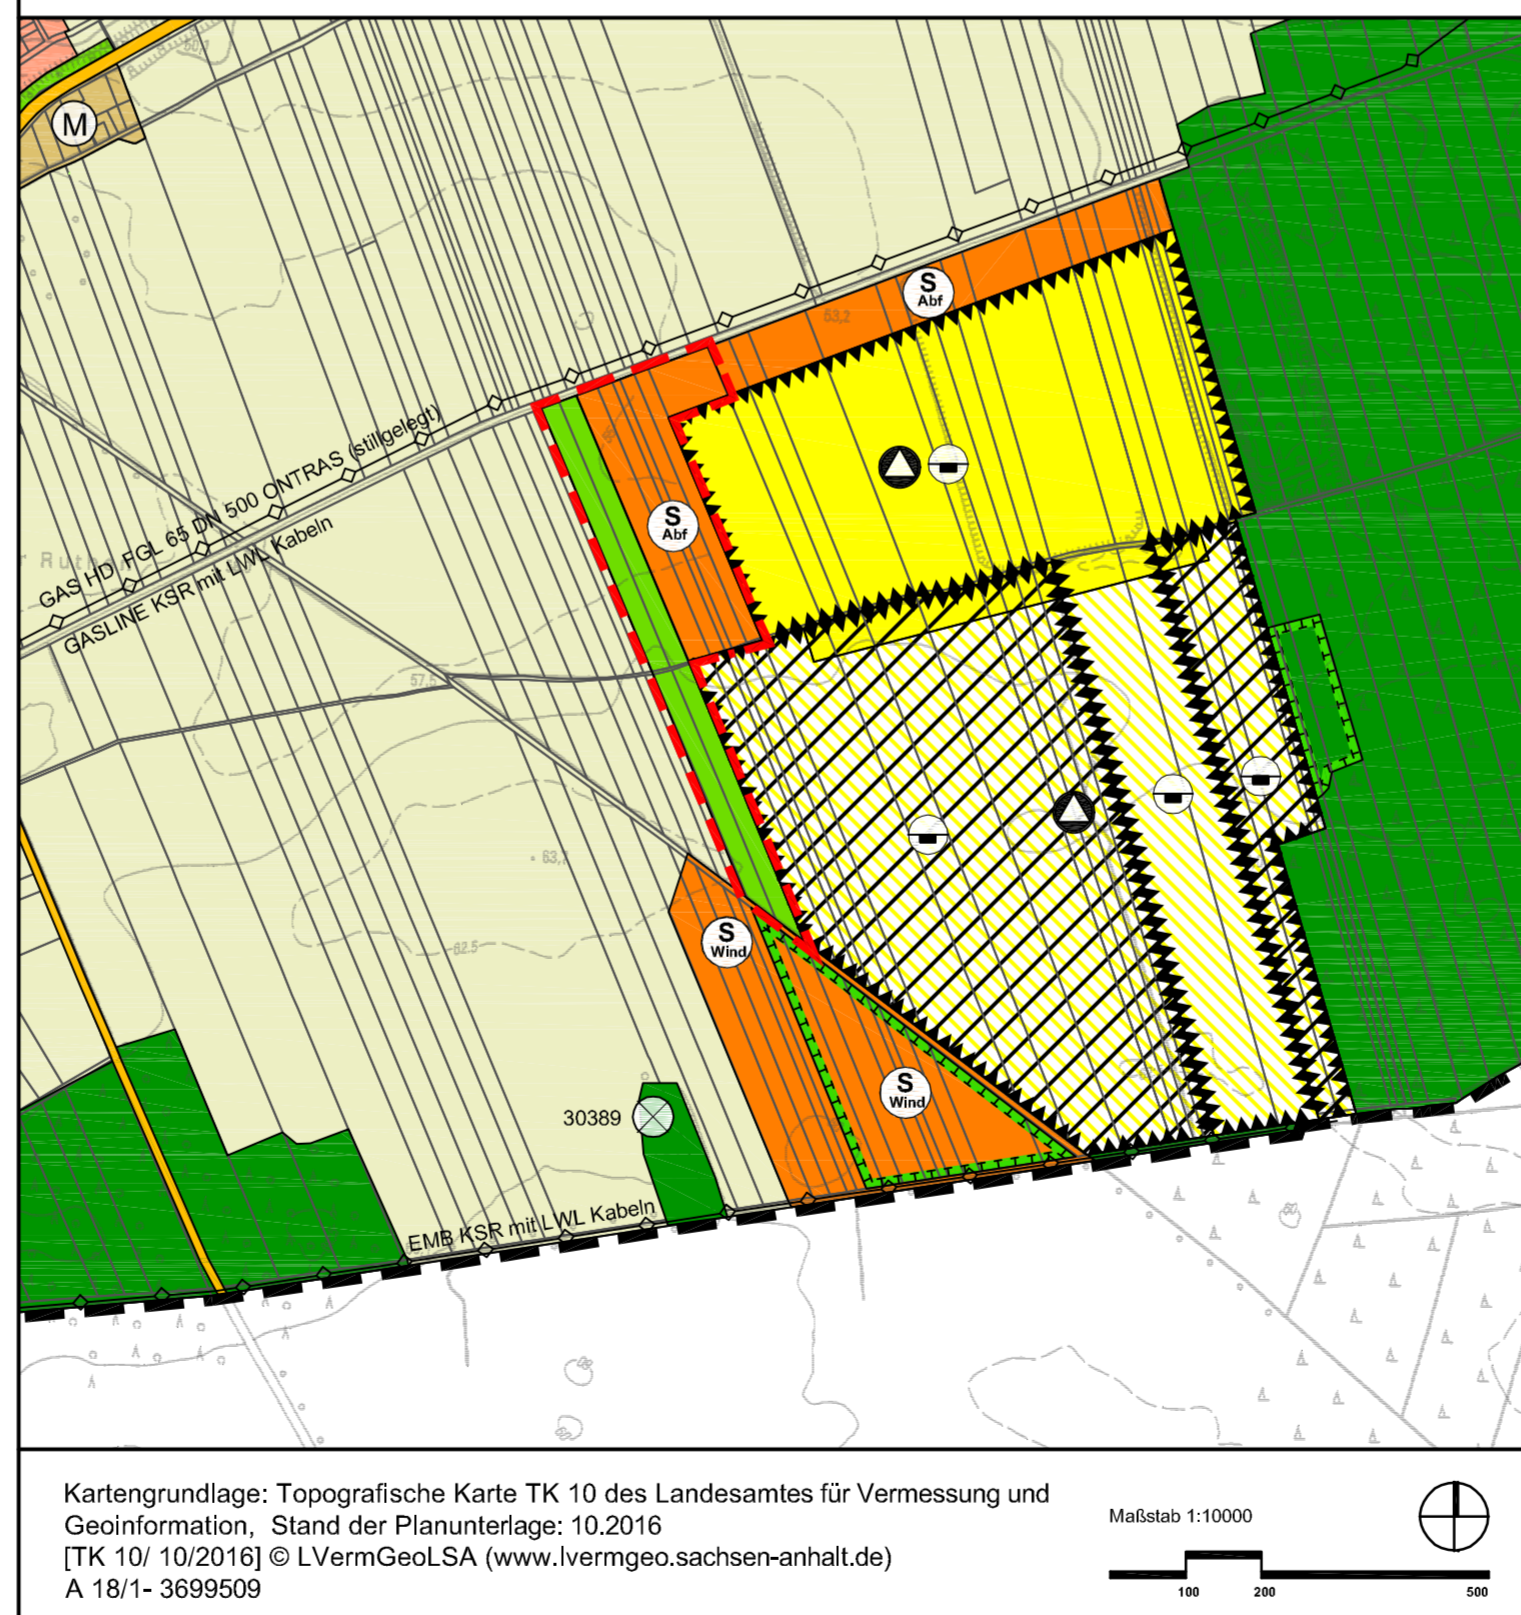 60,1
M
S
Abf
63,2
GAS HD FGL 65 DN 500 ONTRAS (stillgelegt)
GASLINE KSR mit LWL Kabeln
S
Abf
57,5
63,7
62,5
S
Wind
S
Wind
30389
EMB KSR mit LWL Kabeln
60
Kartengrundlage: Topografische Karte TK 10 des Landesamtes für Vermessung und
Geoinformation, Stand der Planunterlage: 10.2016
[TK 10/ 10/2016] © LVermGeoLSA (www.lvermgeo.sachsen-anhalt.de)
A 18/1- 3699509
Maßstab 1:10000
100 200 500